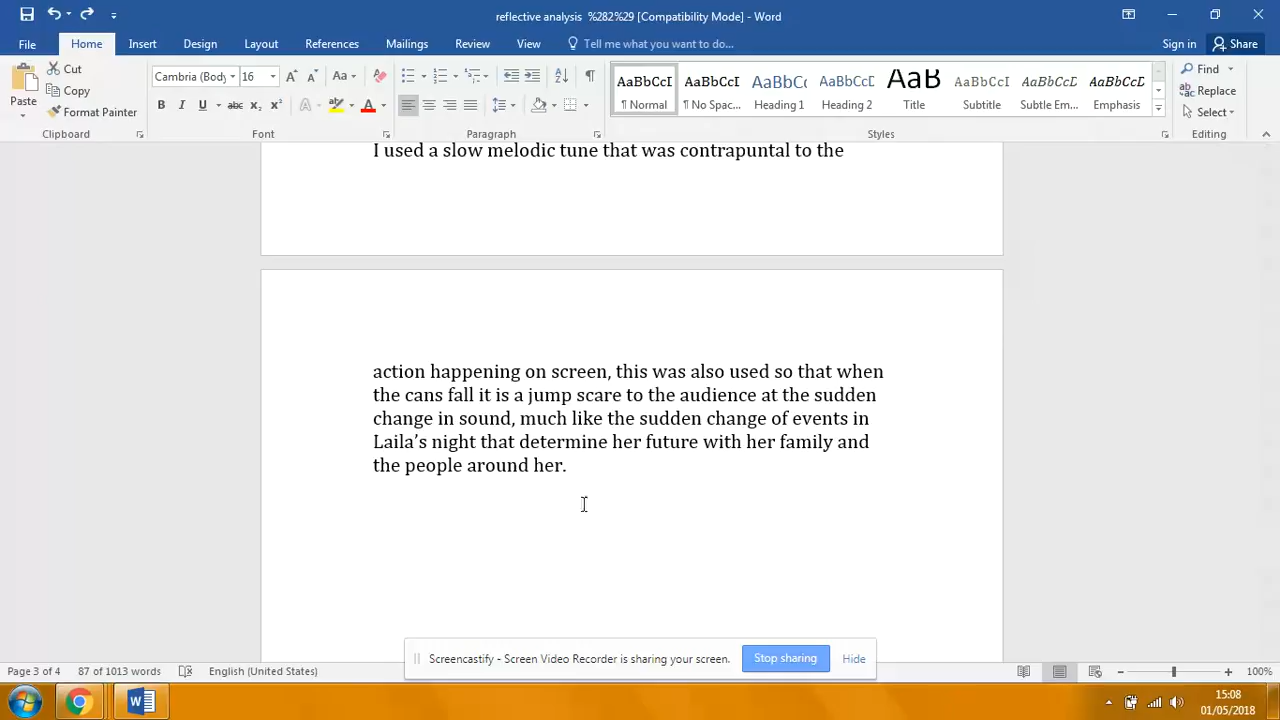 reflective analysis  %282%29 [Compatibility Mode] - Word
File Home Insert Design Layout References Mailings Review View Tell me what you want to do... Sign in Share
Paste
Cut
Copy
Format Painter
Clipboard
Cambria (Body 16 Aa
B I U abc X₂ X² A A
Font
Paragraph
AaBbCcI AaBbCcI AaBbCc AaBbCcI AaB AaBbCcI AaBbCcI AaBbCcI
¶ Normal ¶ No Spac... Heading 1 Heading 2 Title Subtitle Subtle Em... Emphasis
Styles
Find
Replace
Select
Editing
I used a slow melodic tune that was contrapuntal to the
action happening on screen, this was also used so that when
the cans fall it is a jump scare to the audience at the sudden
change in sound, much like the sudden change of events in
Laila’s night that determine her future with her family and
the people around her.
Screencastify - Screen Video Recorder is sharing your screen. Stop sharing Hide
Page 3 of 4 87 of 1013 words English (United States) 100%
15:08
01/05/2018